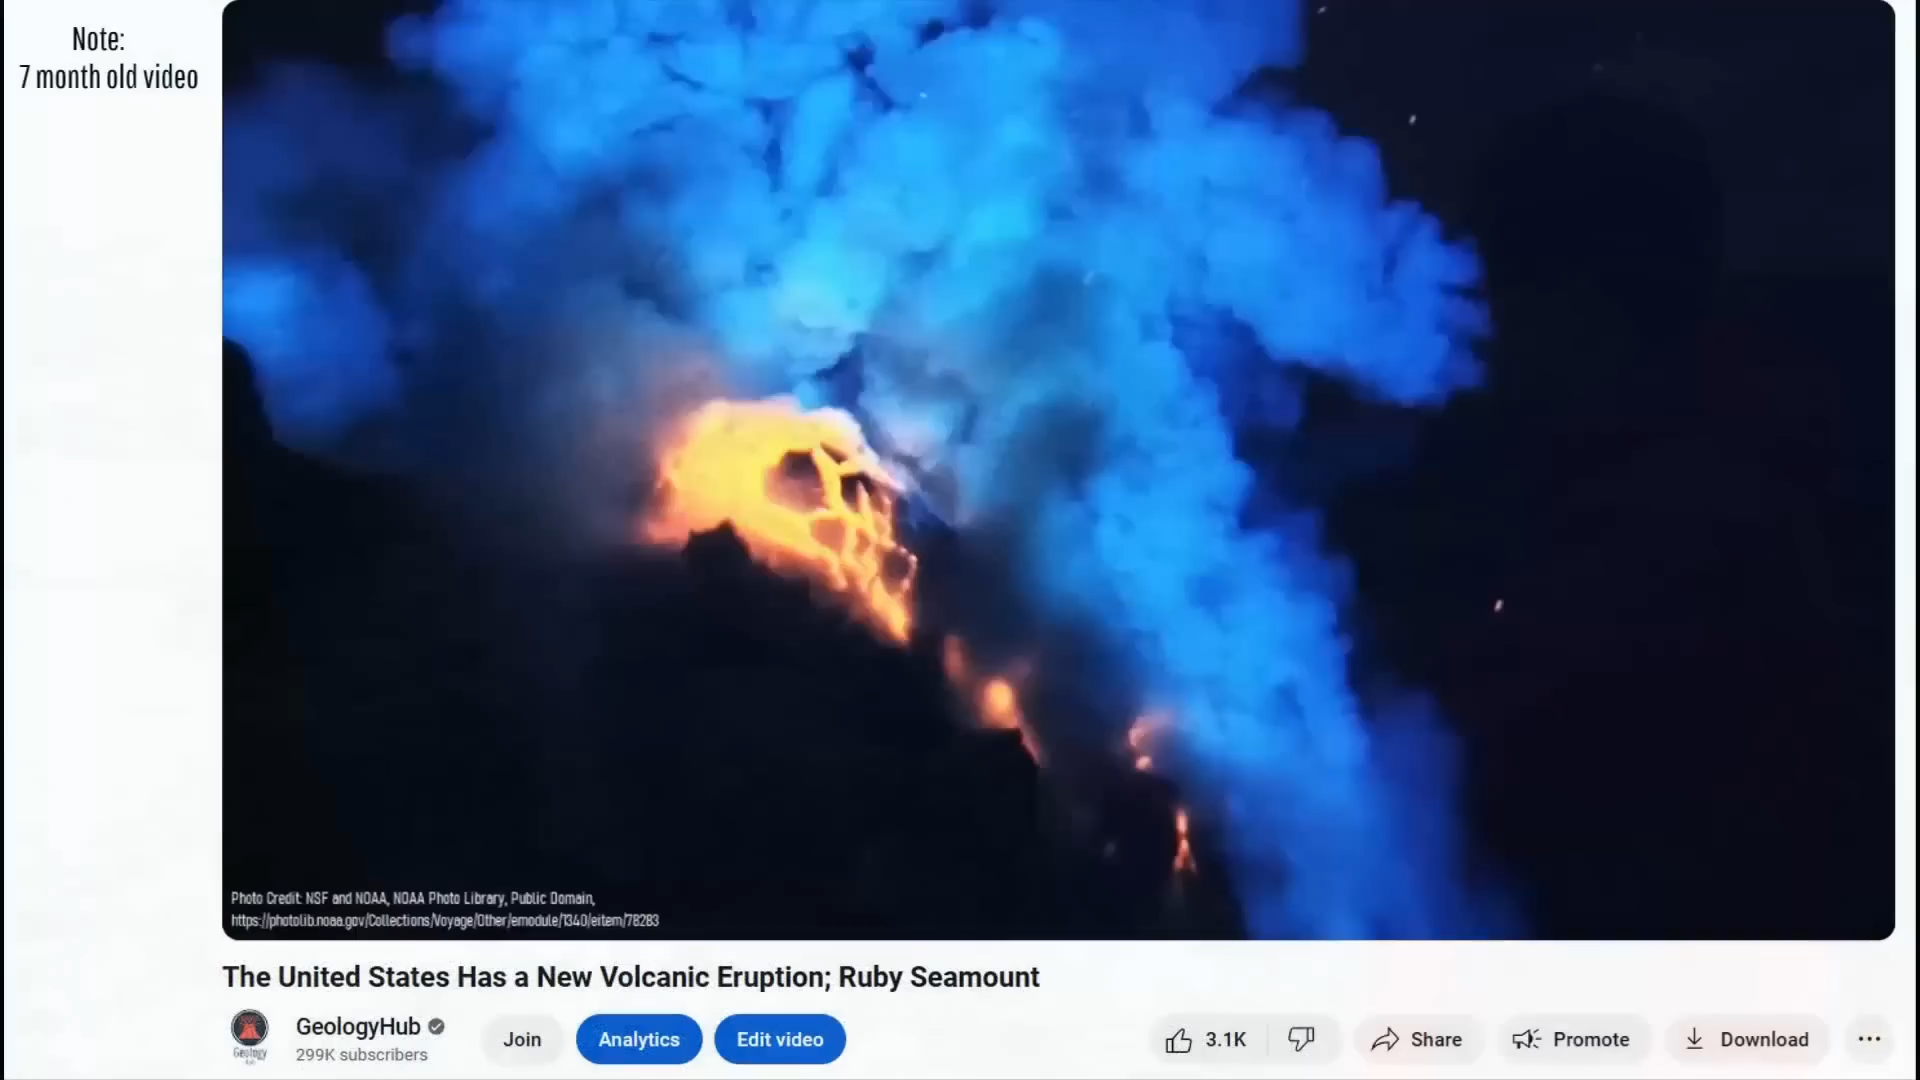 Note:
7 month old video
Photo Credit: NSF and NOAA, NOAA Photo Library, Public Domain,
https://photolib.noaa.gov/Collections/Voyage/Other/emodule/1340/eitem/78283
The United States Has a New Volcanic Eruption; Ruby Seamount
GeologyHub
299K subscribers
Join
Analytics
Edit video
3.1K
Share
Promote
Download
Geology